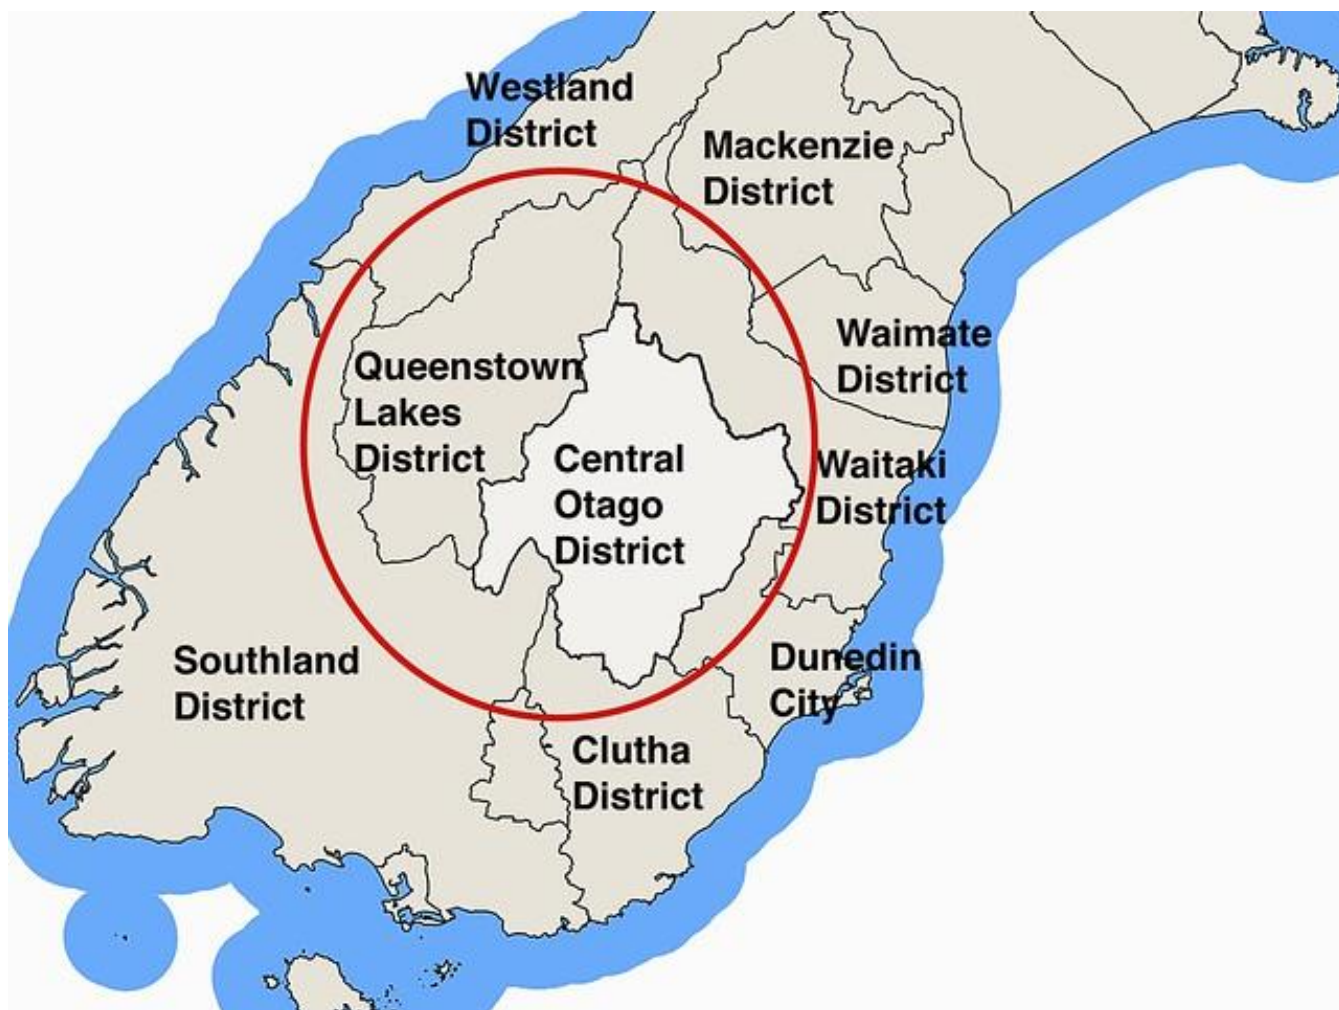 Westland
District
Mackenzie
District
Waimate
District
Queenstown
Lakes
District
Central
Otago
District
Waitaki
District
Southland
District
Dunedin
City
Clutha
District